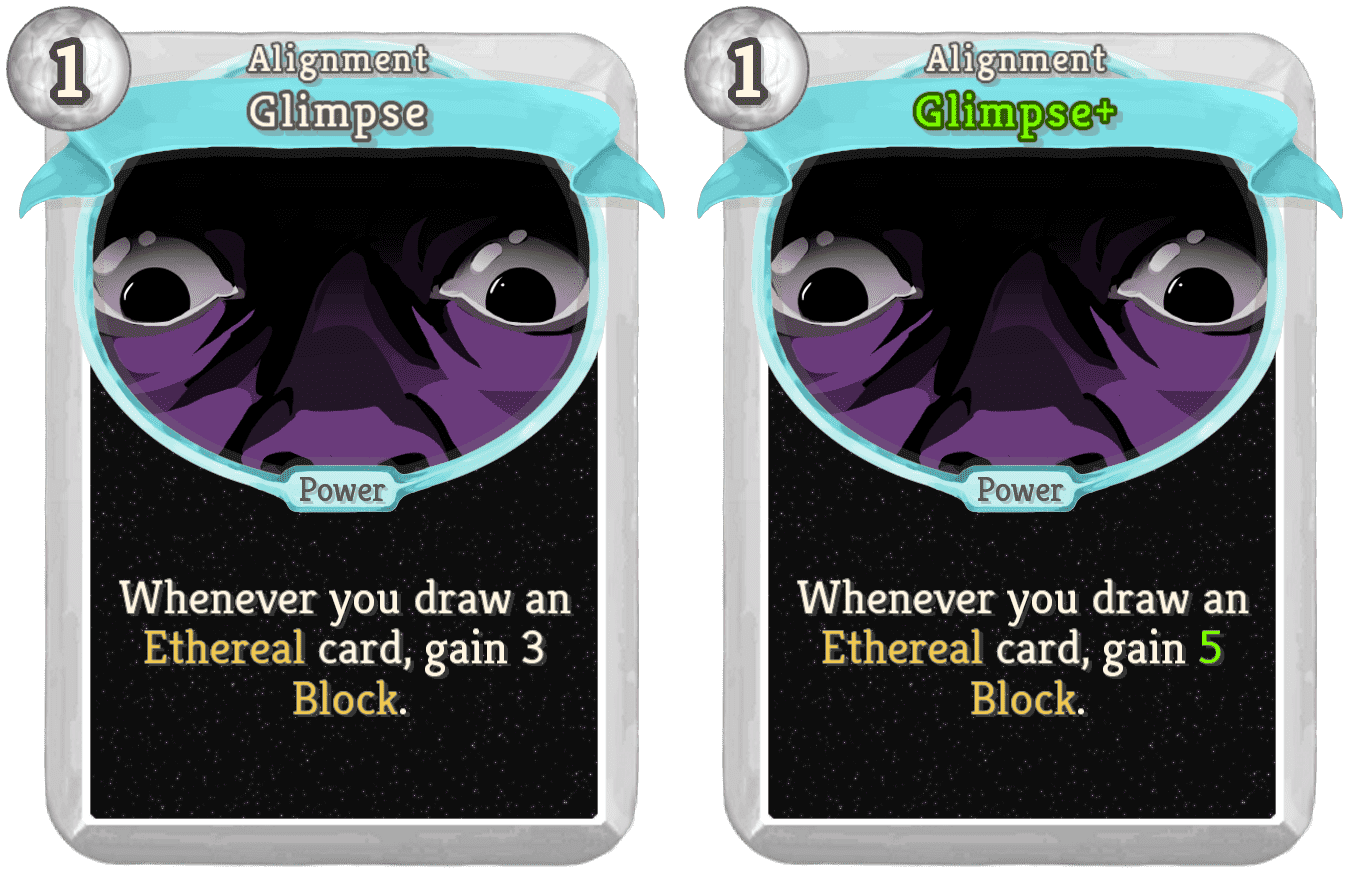 1
Alignment
Glimpse
Power
Whenever you draw an
Ethereal card, gain 3
Block.
1
Alignment
Glimpse+
Power
Whenever you draw an
Ethereal card, gain 5
Block.